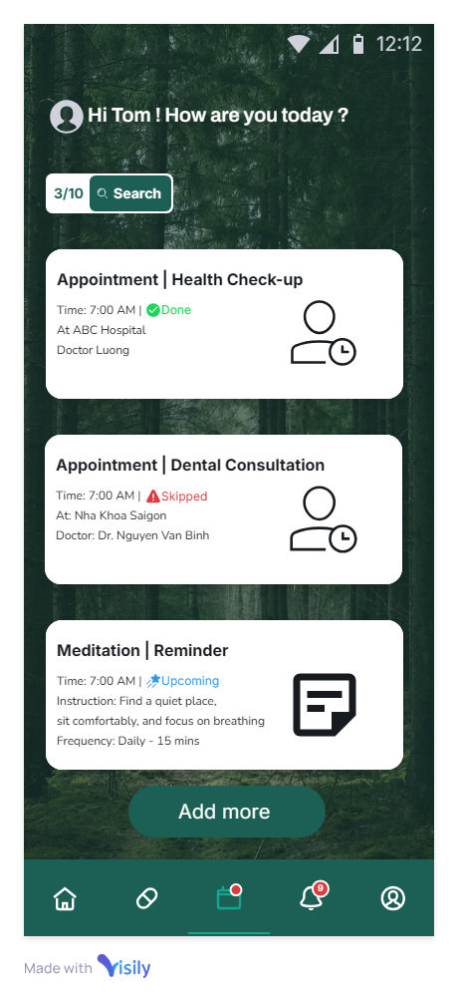 12:12
Hi Tom ! How are you today ?
3/10 Search
Appointment | Health Check-up
Time: 7:00 AM | Done
At ABC Hospital
Doctor Luong
Appointment | Dental Consultation
Time: 7:00 AM | Skipped
At: Nha Khoa Saigon
Doctor: Dr. Nguyen Van Binh
Meditation | Reminder
Time: 7:00 AM | Upcoming
Instruction: Find a quiet place,
sit comfortably, and focus on breathing
Frequency: Daily - 15 mins
Add more
9
Made with Visily